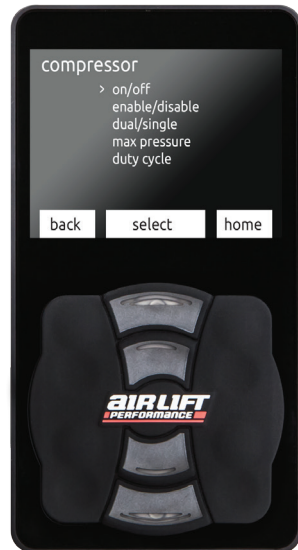 compressor
> on/off
enable/disable
dual/single
max pressure
duty cycle
back select home
aIRLIFT
PERFORMANCE